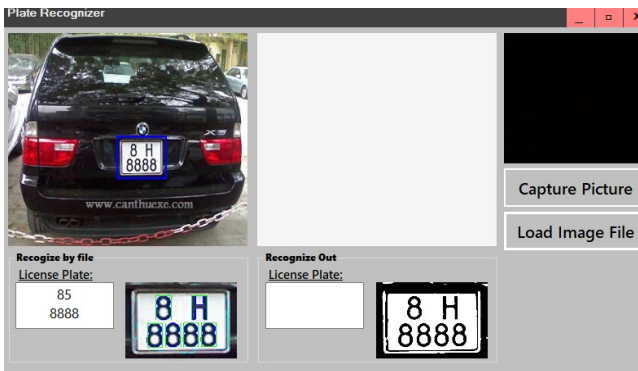 Plate Recognizer
X5
8 H
8888
www.canthuexe.com
Capture Picture
Load Image File
Recogize by file
License Plate:
85
8888
8 H
8888
Recognize Out
License Plate:
8 H
8888